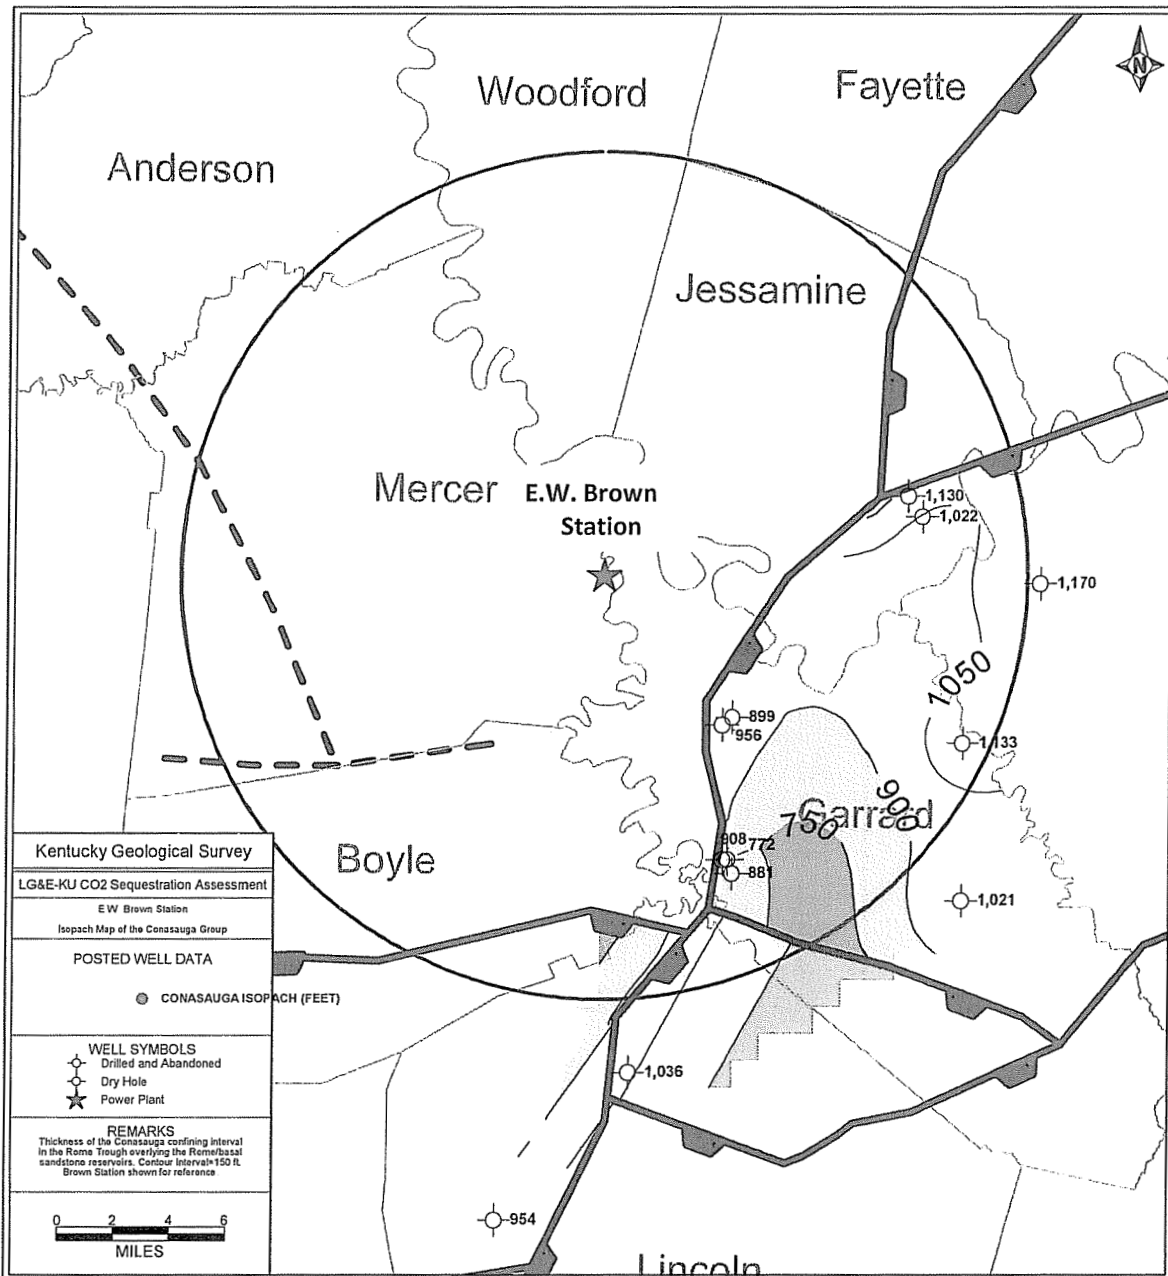 N
Woodford
Fayette
Anderson
Jessamine
Mercer
E.W. Brown
Station
1,130
1,022
1,170
1050
899
956
1,133
900
Garrard
750
908
772
881
Boyle
1,021
1,036
954
Lincoln
Kentucky Geological Survey
LG&E-KU CO2 Sequestration Assessment
E W Brown Station
Isopach Map of the Conasauga Group
POSTED WELL DATA
CONASAUGA ISOPACH (FEET)
WELL SYMBOLS
Drilled and Abandoned
Dry Hole
Power Plant
REMARKS
Thickness of the Conasauga confining interval
in the Rome Trough overlying the Rome/basal
sandstone reservoirs. Contour Interval=150 ft.
Brown Station shown for reference
0 2 4 6
MILES